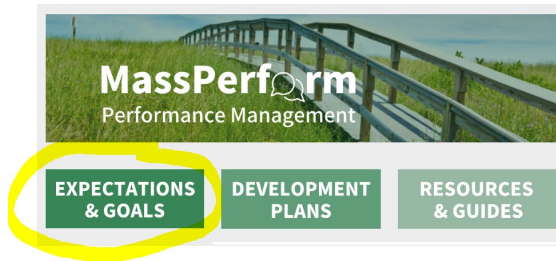 MassPerform
Performance Management
EXPECTATIONS
& GOALS
DEVELOPMENT
PLANS
RESOURCES
& GUIDES